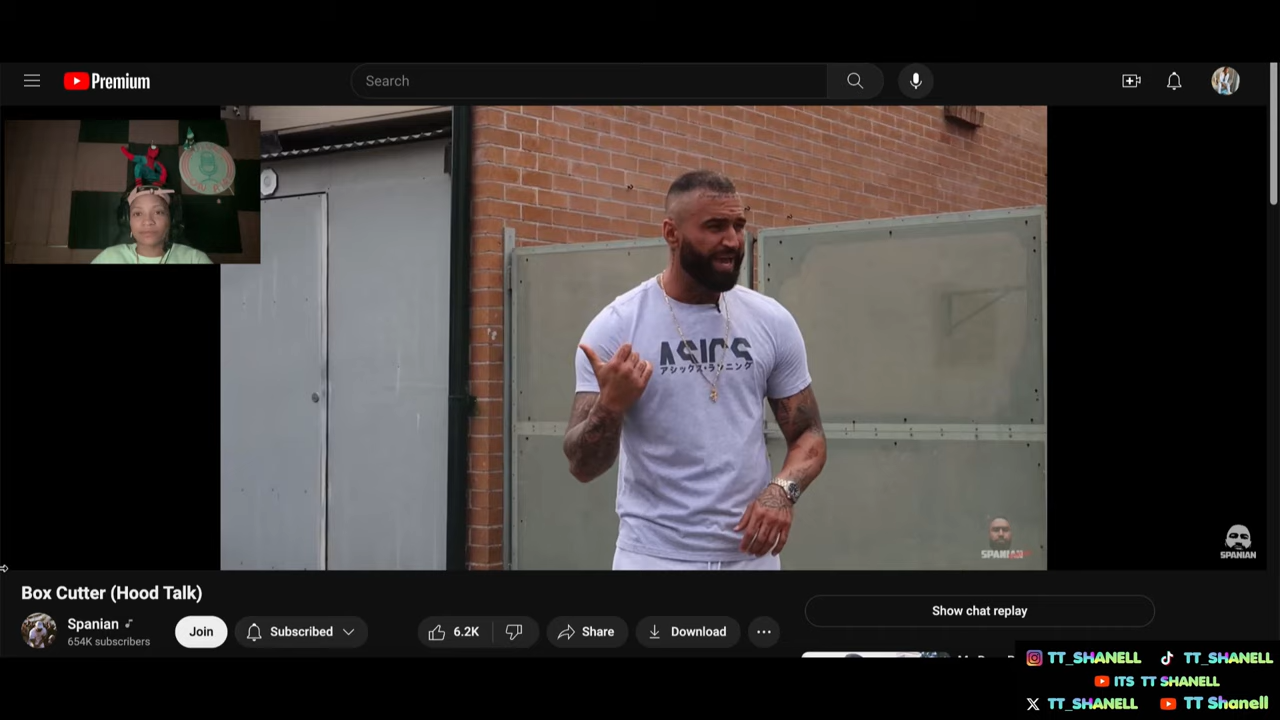 Premium
Search
ASICS
アシックス・ランニング
SPANIAN
SPANIAN
Box Cutter (Hood Talk)
Spanian
654K subscribers
Join
Subscribed
6.2K
Share
Download
Show chat replay
TT_SHANELL
TT_SHANELL
ITS TT SHANELL
TT_SHANELL
TT Shanell